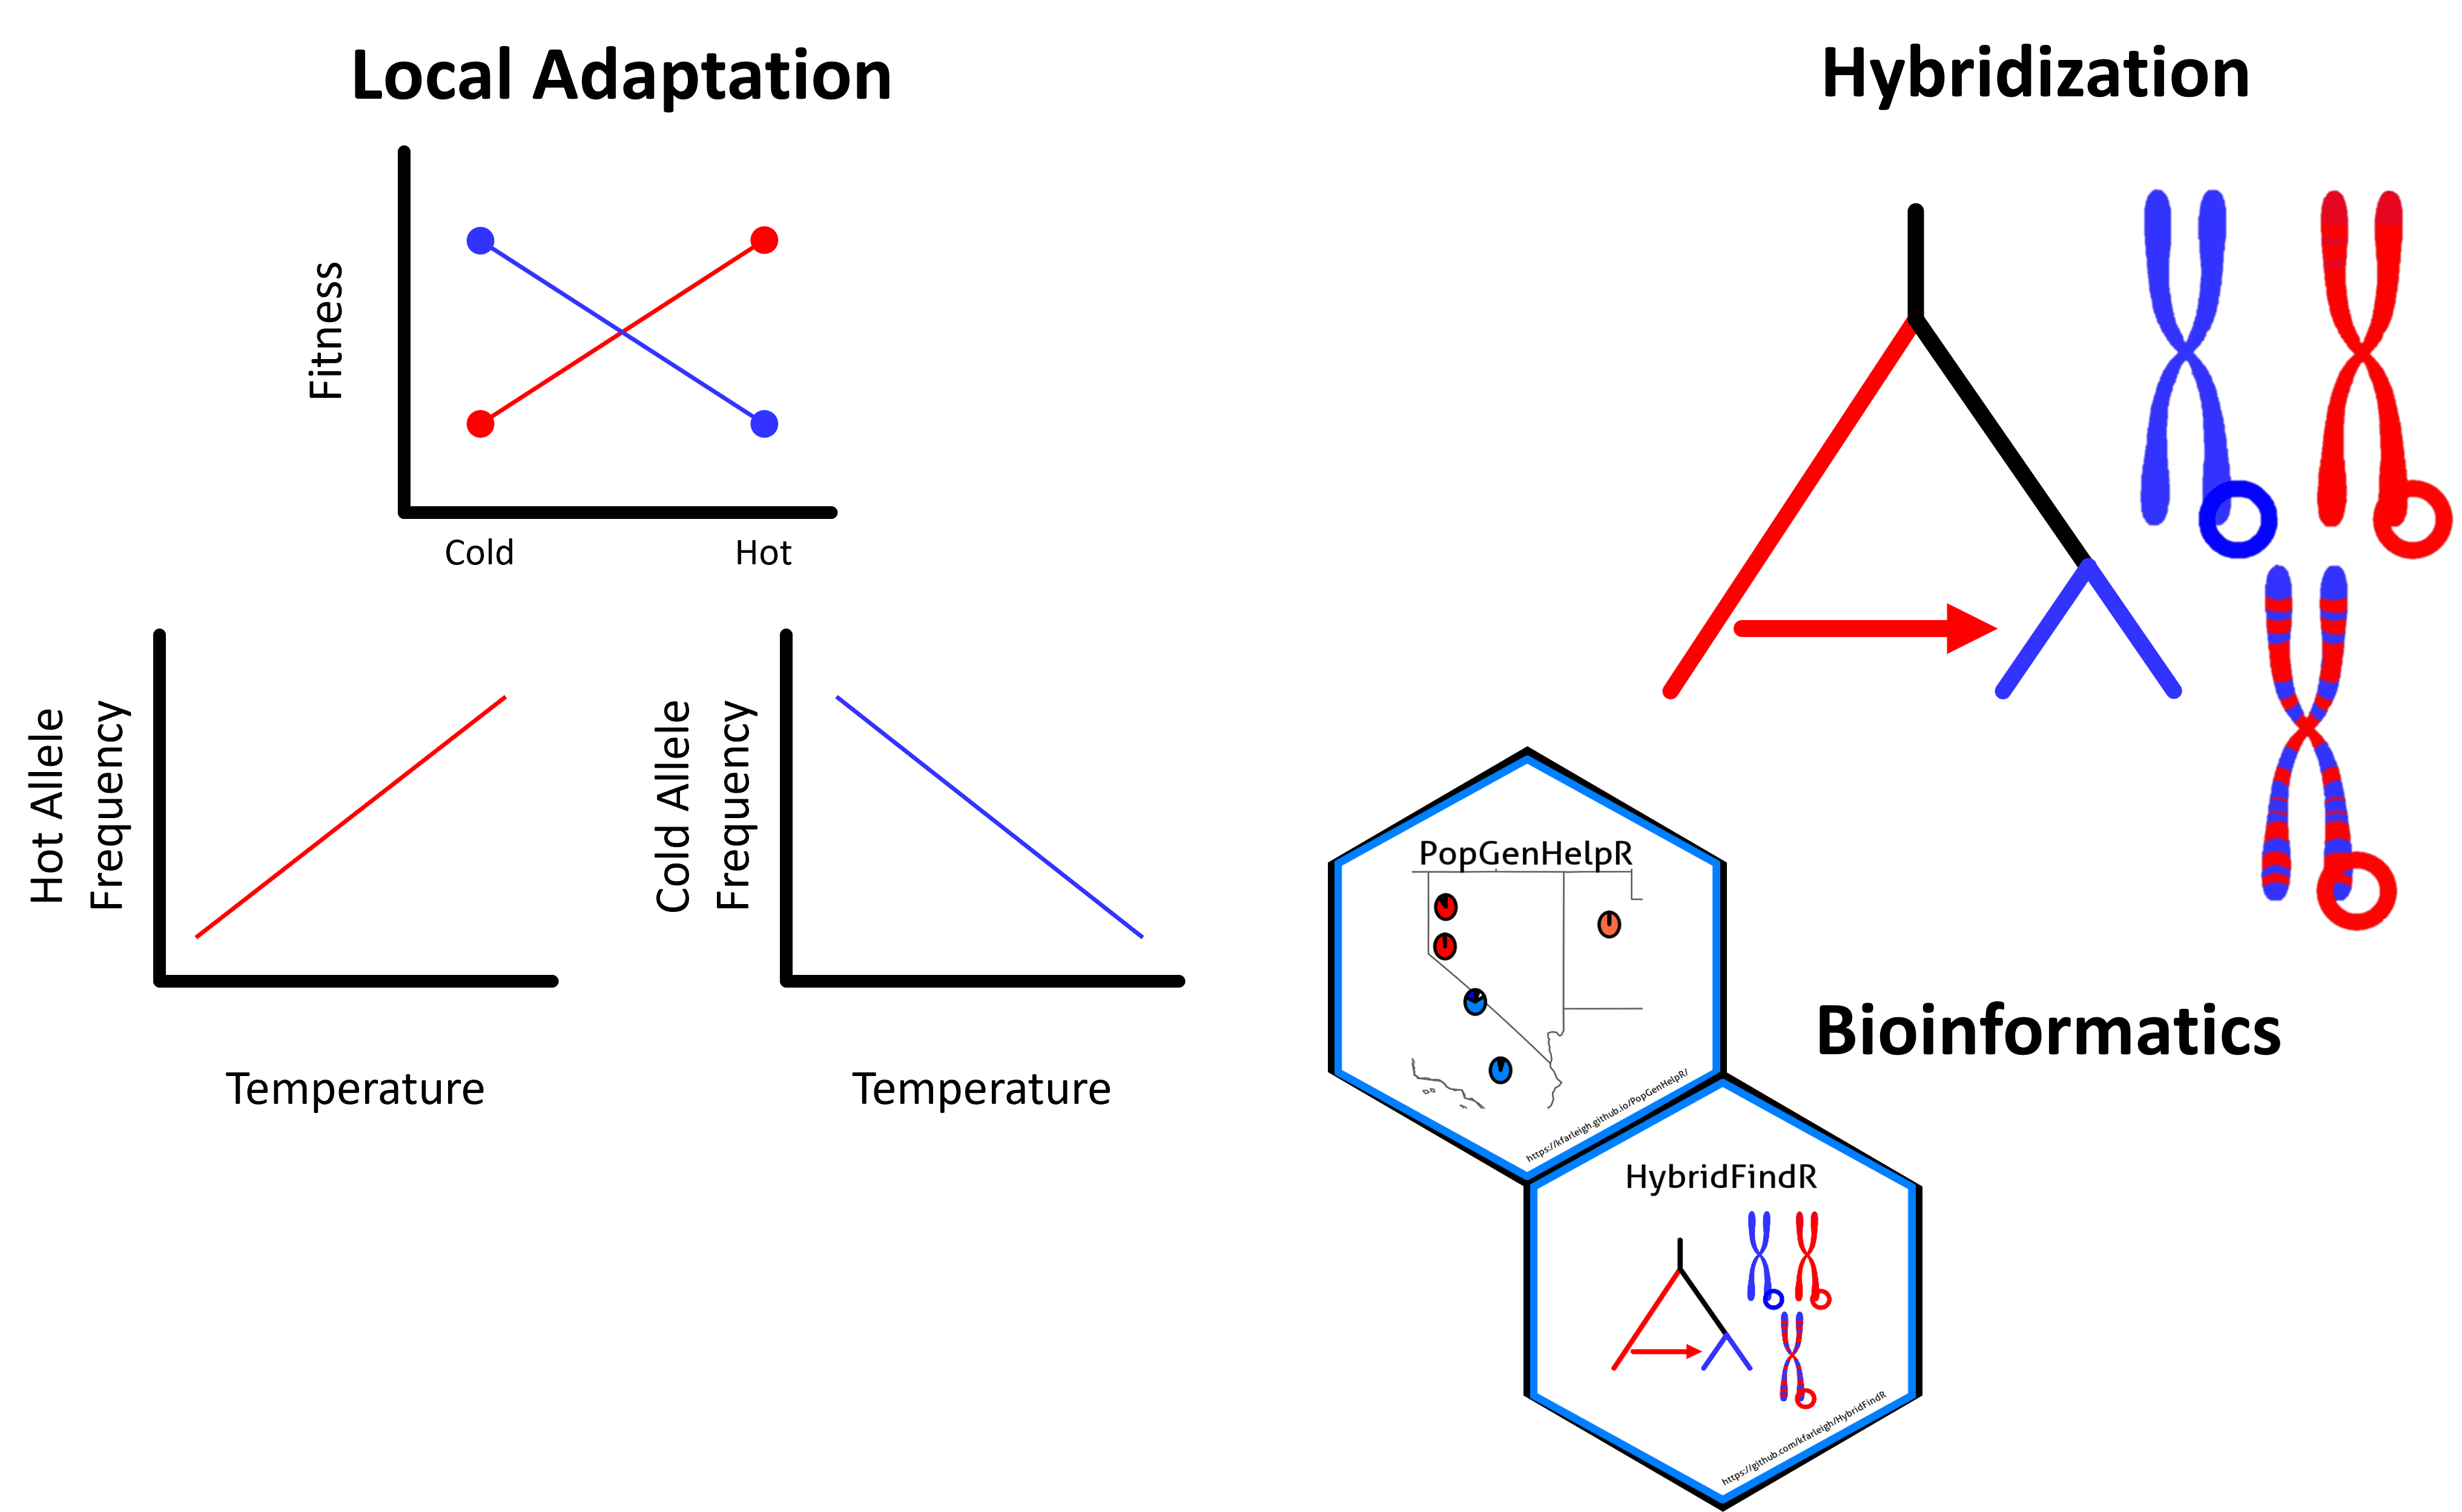 Local Adaptation
Fitness
Cold
Hot
Hot Allele
Frequency
Temperature
Cold Allele
Frequency
Temperature
Hybridization
Bioinformatics
PopGenHelpR
https://kfarleigh.github.io/PopGenHelpR/
HybridFindR
https://github.com/kfarleigh/HybridFindR